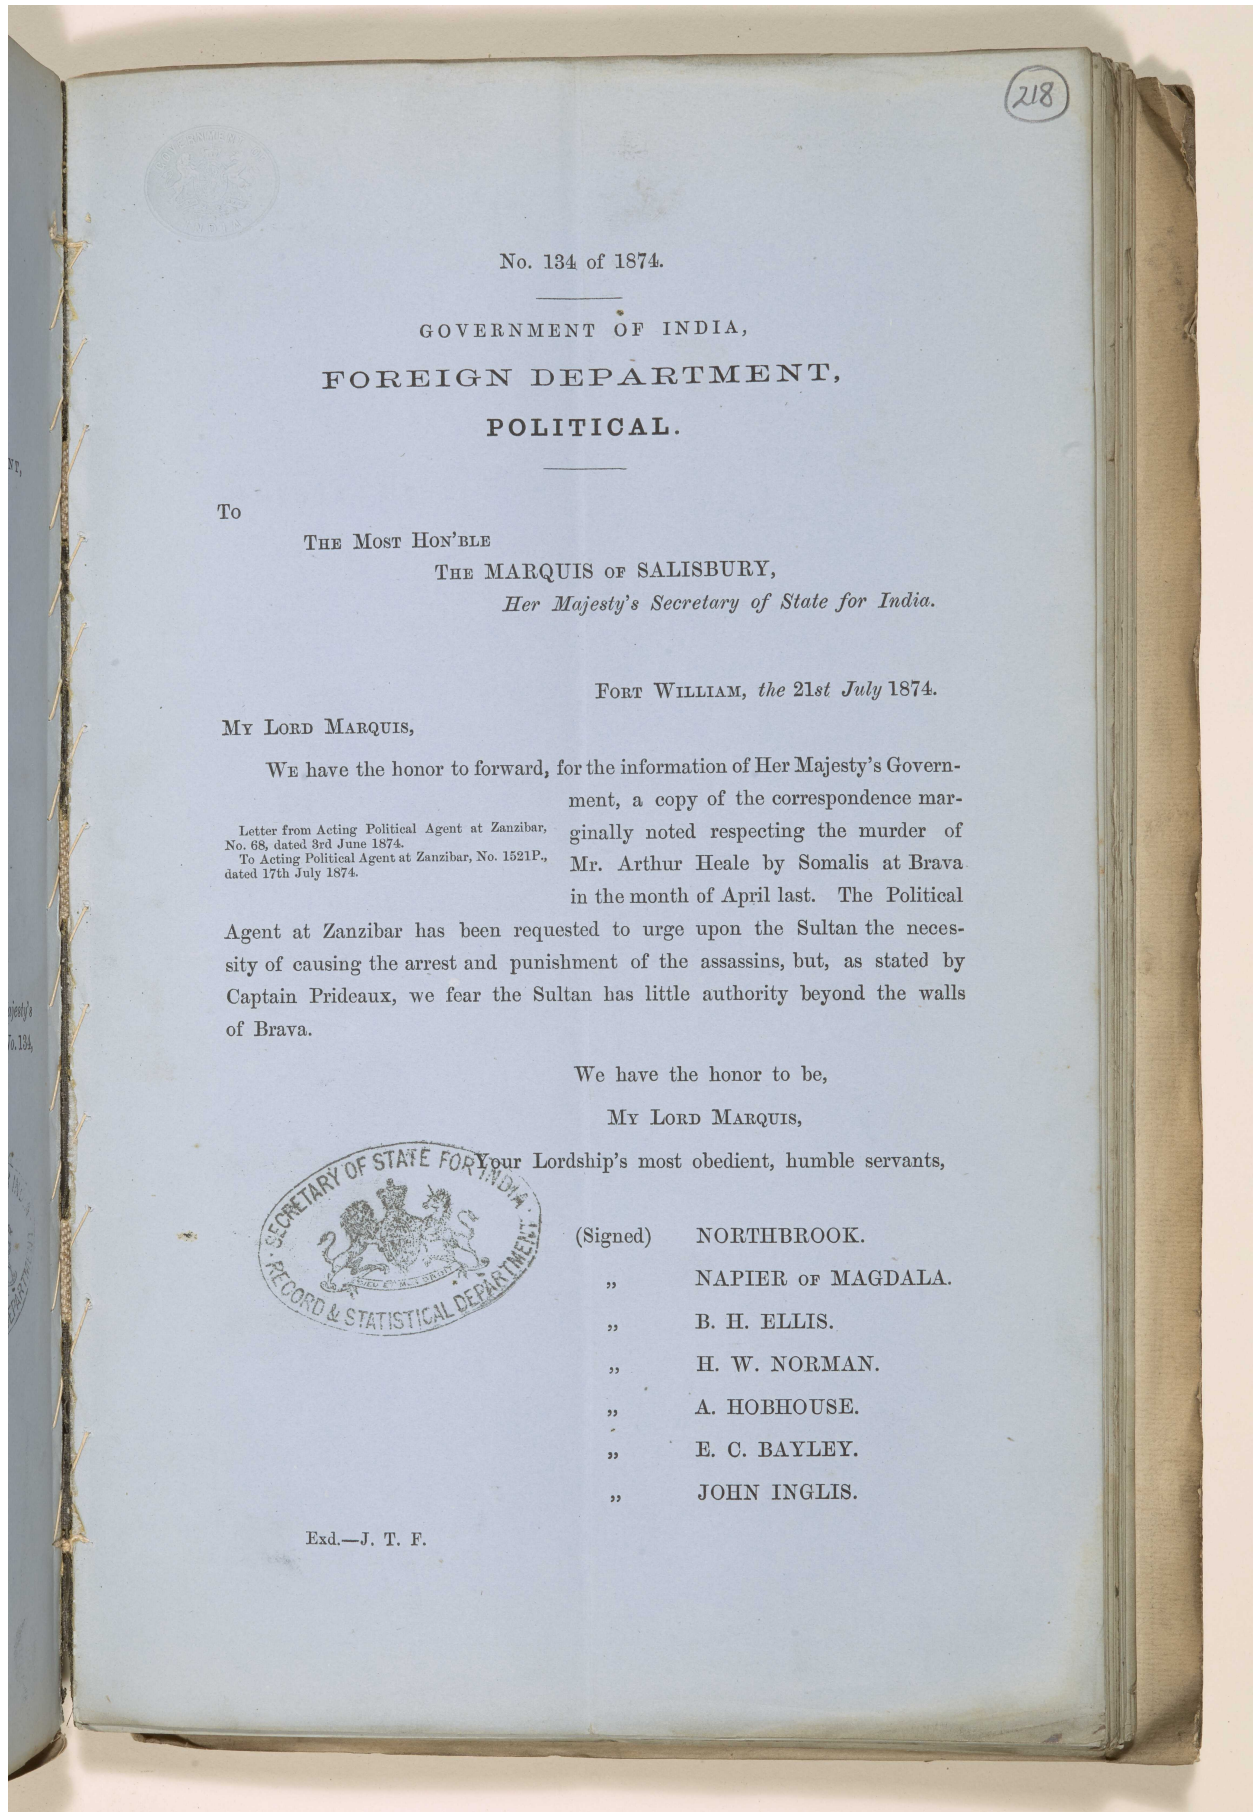 218
No. 134 of 1874.
GOVERNMENT OF INDIA,
FOREIGN DEPARTMENT,
POLITICAL.
To
THE MOST HON'BLE
THE MARQUIS OF SALISBURY,
Her Majesty's Secretary of State for India.
FORT WILLIAM, the 21st July 1874.
MY LORD MARQUIS,
WE have the honor to forward, for the information of Her Majesty's Govern-
ment, a copy of the correspondence mar-
Letter from Acting Political Agent at Zanzibar,
No. 68, dated 3rd June 1874.
To Acting Political Agent at Zanzibar, No. 1521P.,
dated 17th July 1874.
ginally noted respecting the murder of
Mr. Arthur Heale by Somalis at Brava
in the month of April last. The Political
Agent at Zanzibar has been requested to urge upon the Sultan the neces-
sity of causing the arrest and punishment of the assassins, but, as stated by
Captain Prideaux, we fear the Sultan has little authority beyond the walls
of Brava.
We have the honor to be,
MY LORD MARQUIS,
Your Lordship's most obedient, humble servants,
SECRETARY OF STATE FOR INDIA
RECORD & STATISTICAL DEPARTMENT
(Signed) NORTHBROOK.
„ NAPIER OF MAGDALA.
„ B. H. ELLIS.
„ H. W. NORMAN.
„ A. HOBHOUSE.
„ E. C. BAYLEY.
„ JOHN INGLIS.
Exd.—J. T. F.